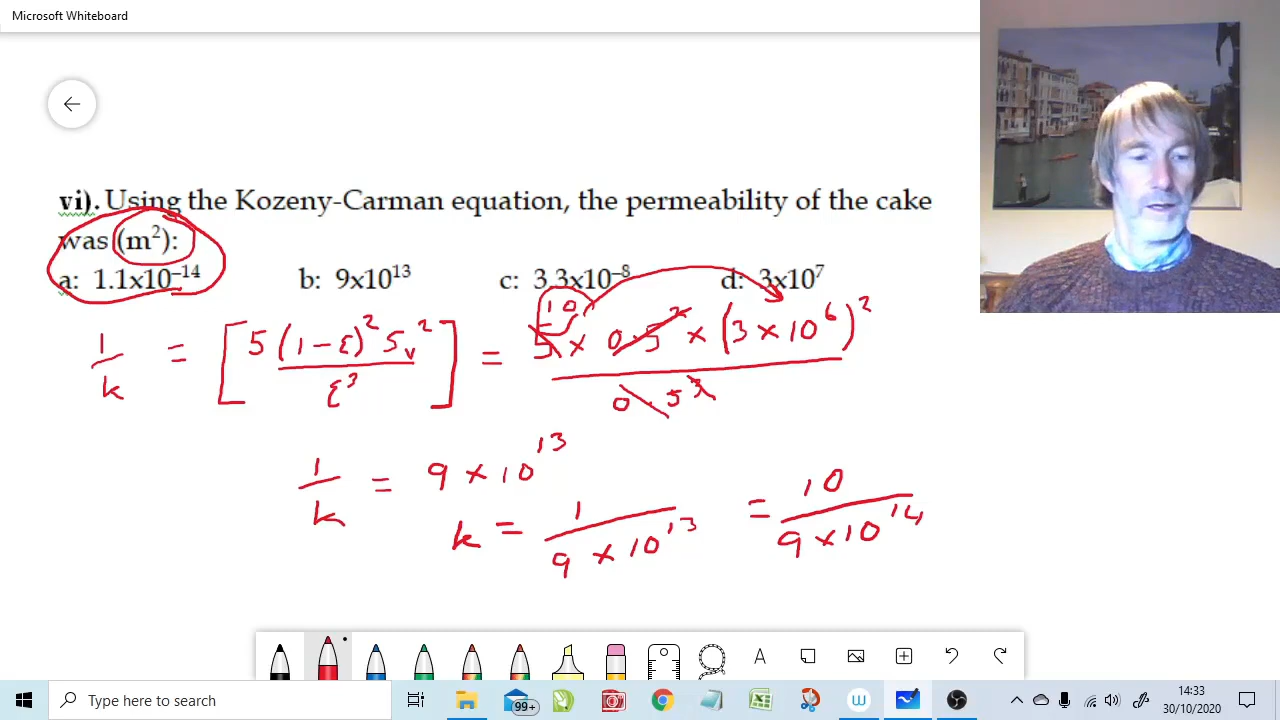 Microsoft Whiteboard
vi). Using the Kozeny-Carman equation, the permeability of the cake
was (m²):
a: 1.1x10⁻¹⁴ b: 9x10¹³ c: 3.3x10⁻⁸ d: 3x10⁷
10
1/k = [5(1-ε)² Sᵥ² / ε³] = 5 × 0.5² × (3 × 10⁶)² / 0.5³
1/k = 9 × 10¹³
k = 1 / 9 × 10¹³ = 10 / 9 × 10¹⁴
A
Type here to search
99+
W
14:33
30/10/2020